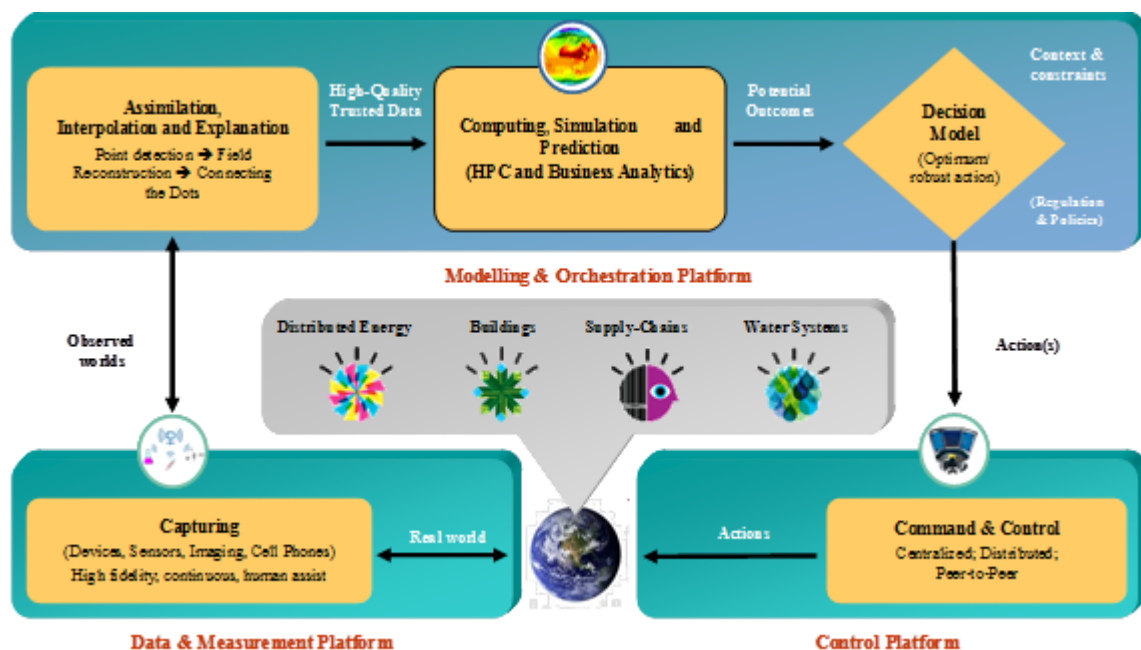 Context &
constraints
Assimilation,
Interpolation and Explanation
Point detection ➔ Field
Reconstruction ➔ Connecting
the Dots
High-Quality
Trusted Data
Computing, Simulation and
Prediction
(HPC and Business Analytics)
Potential
Outcomes
Decision
Model
(Optimum/
robust action)
(Regulation
& Policies)
Modelling & Orchestration Platform
Observed
worlds
Distributed Energy
Buildings
Supply-Chains
Water Systems
Action(s)
Capturing
(Devices, Sensors, Imaging, Cell Phones)
High fidelity, continuous, human assist
Real world
Actions
Command & Control
Centralized; Distributed;
Peer-to-Peer
Data & Measurement Platform
Control Platform